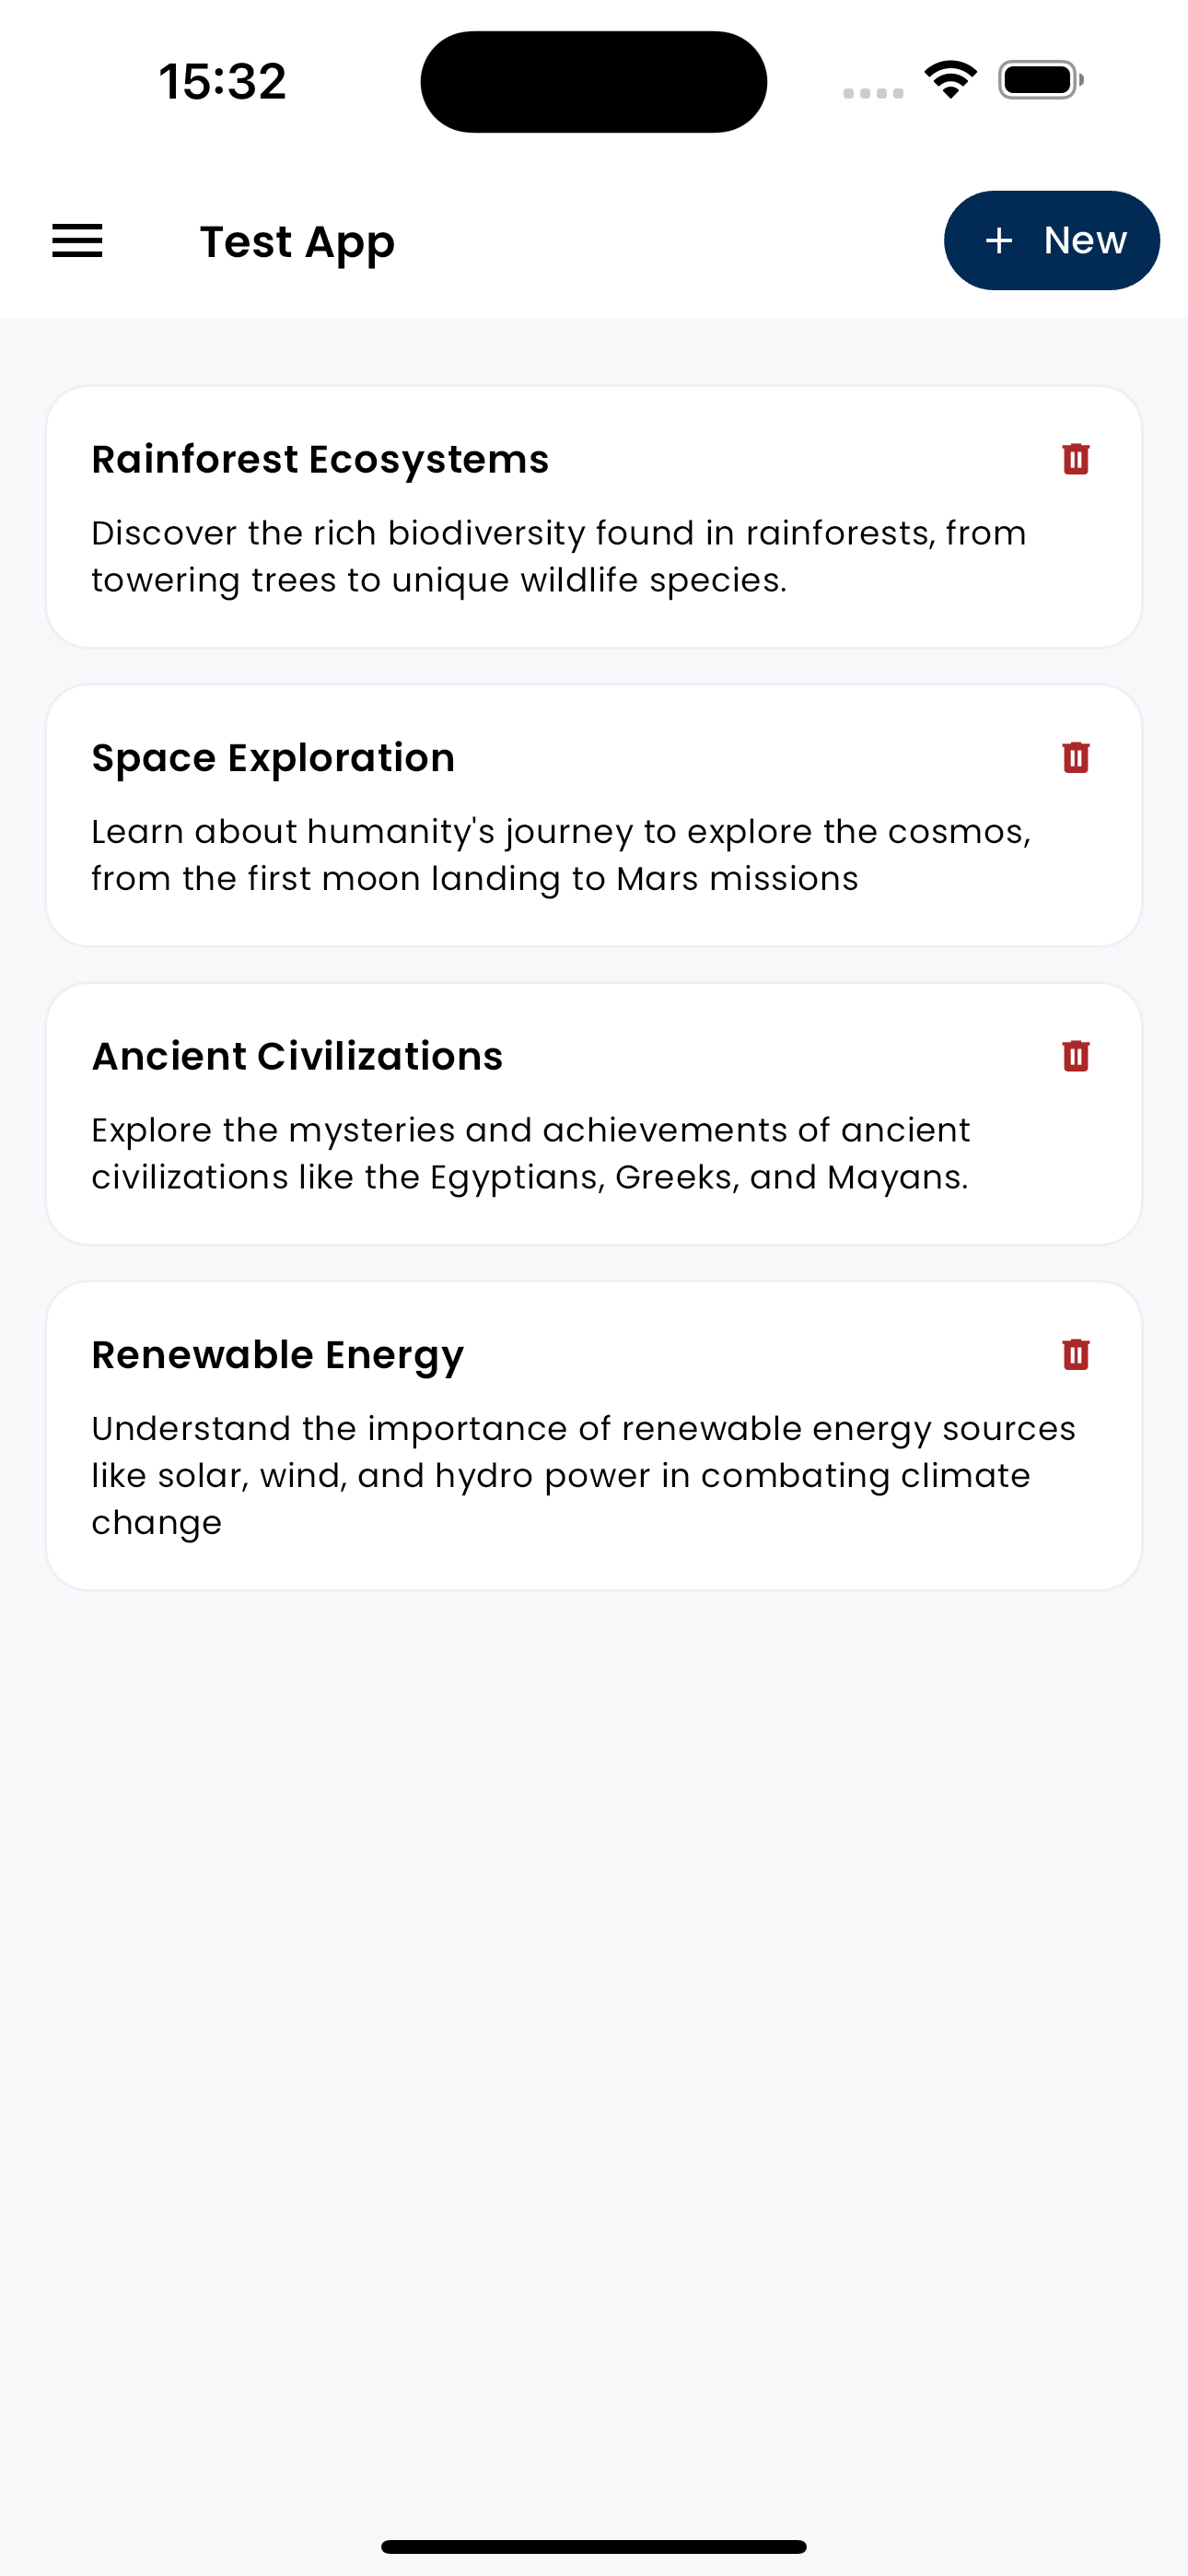 15:32
Test App
+ New
Rainforest Ecosystems
Discover the rich biodiversity found in rainforests, from
towering trees to unique wildlife species.
Space Exploration
Learn about humanity's journey to explore the cosmos,
from the first moon landing to Mars missions
Ancient Civilizations
Explore the mysteries and achievements of ancient
civilizations like the Egyptians, Greeks, and Mayans.
Renewable Energy
Understand the importance of renewable energy sources
like solar, wind, and hydro power in combating climate
change